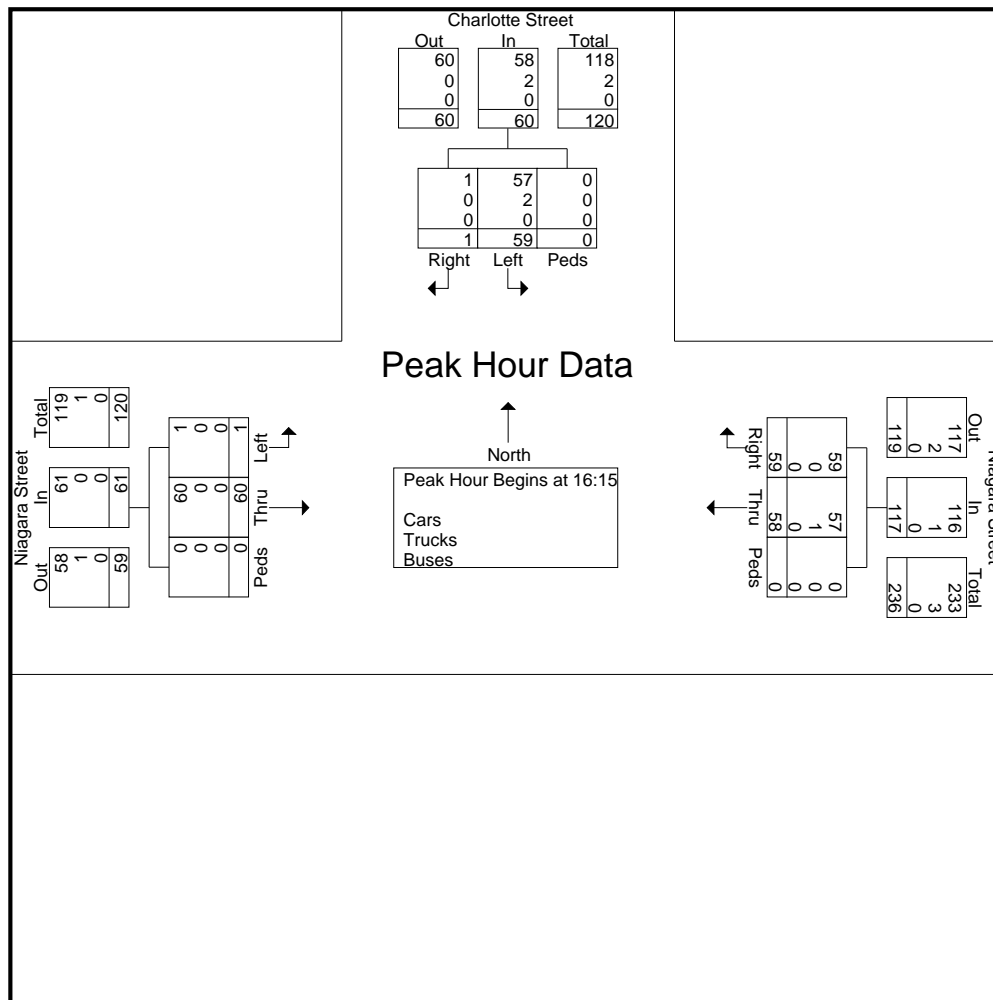 Charlotte Street
Out In Total
60 58 118
0 2 2
0 0 0
60 60 120
1 57 0
0 2 0
0 0 0
1 59 0
Right Left Peds
Peak Hour Data
North
Peak Hour Begins at 16:15
Cars
Trucks
Buses
Niagara Street
Out In Total
58 61 119
1 0 1
0 0 0
59 61 120
1 60 0
0 0 0
0 0 0
1 60 0
Left Thru Peds
Niagara Street
Out In Total
117 116 233
2 1 3
0 0 0
119 117 236
59 57 0
0 1 0
0 0 0
59 58 0
Right Thru Peds